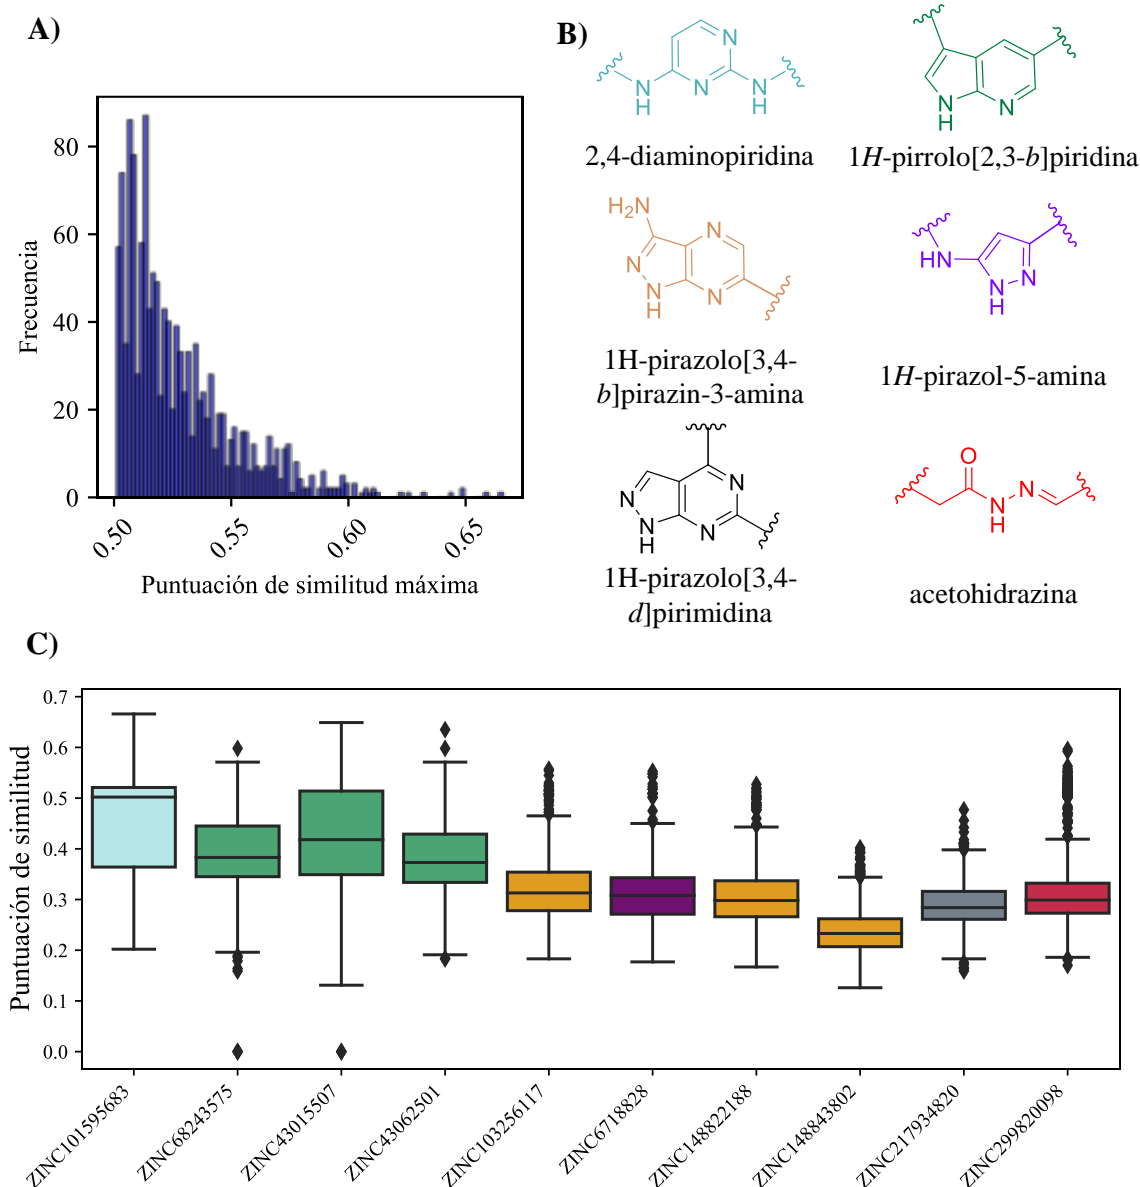 A)
80
60
40
20
0
Frecuencia
0.50
0.55
0.60
0.65
Puntuación de similitud máxima
B)
N
N
N
H
N
H
2,4-diaminopiridina
N
H
N
1H-pirrolo[2,3-b]piridina
H₂N
N
N
N
H
N
1H-pirazolo[3,4-
b]pirazin-3-amina
HN
N
H
N
1H-pirazol-5-amina
N
N
H
N
N
1H-pirazolo[3,4-
d]pirimidina
O
N
H
N
acetohidrazina
C)
0.7
0.6
0.5
0.4
0.3
0.2
0.1
0.0
Puntuación de similitud
ZINC101595683
ZINC68243575
ZINC43015507
ZINC43062501
ZINC103256117
ZINC6718828
ZINC148822188
ZINC148843802
ZINC217934820
ZINC299820098